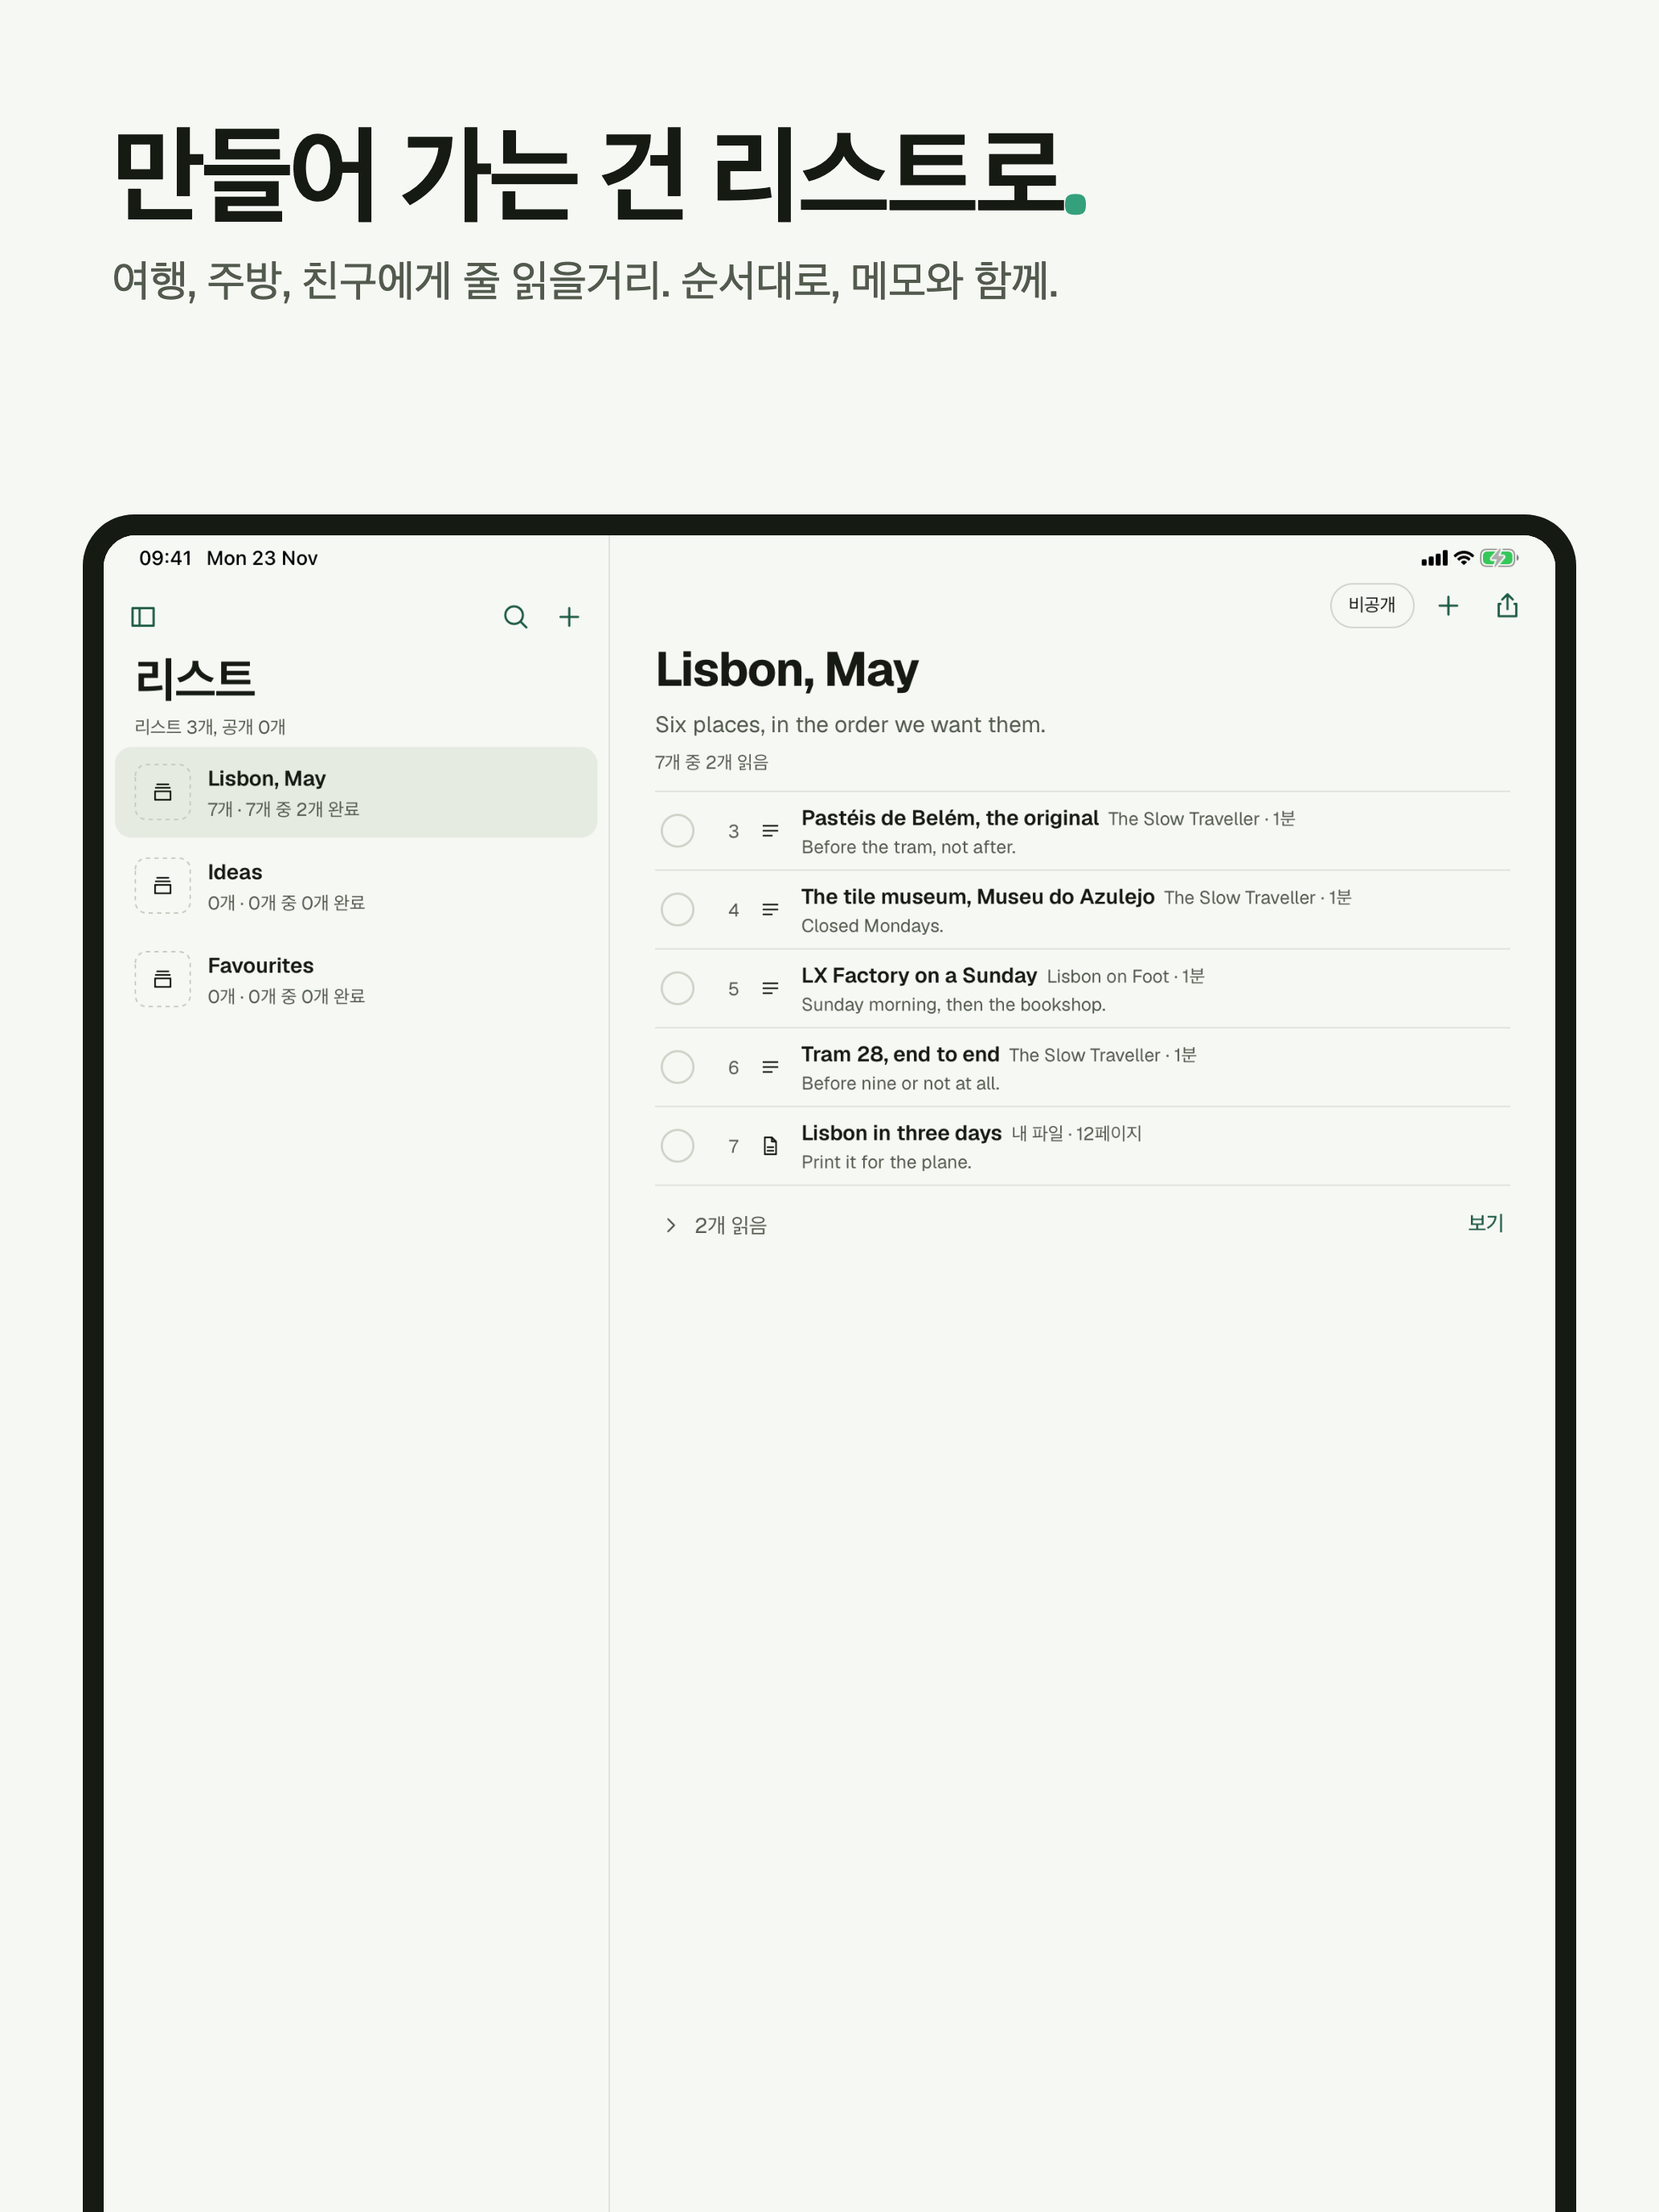 만들어 가는 건 리스트로.
여행, 주방, 친구에게 줄 읽을거리. 순서대로, 메모와 함께.
09:41 Mon 23 Nov
리스트
리스트 3개, 공개 0개
Lisbon, May
7개 · 7개 중 2개 완료
Ideas
0개 · 0개 중 0개 완료
Favourites
0개 · 0개 중 0개 완료
비공개
Lisbon, May
Six places, in the order we want them.
7개 중 2개 읽음
3 Pastéis de Belém, the original The Slow Traveller · 1분
Before the tram, not after.
4 The tile museum, Museu do Azulejo The Slow Traveller · 1분
Closed Mondays.
5 LX Factory on a Sunday Lisbon on Foot · 1분
Sunday morning, then the bookshop.
6 Tram 28, end to end The Slow Traveller · 1분
Before nine or not at all.
7 Lisbon in three days 내 파일 · 12페이지
Print it for the plane.
2개 읽음 보기